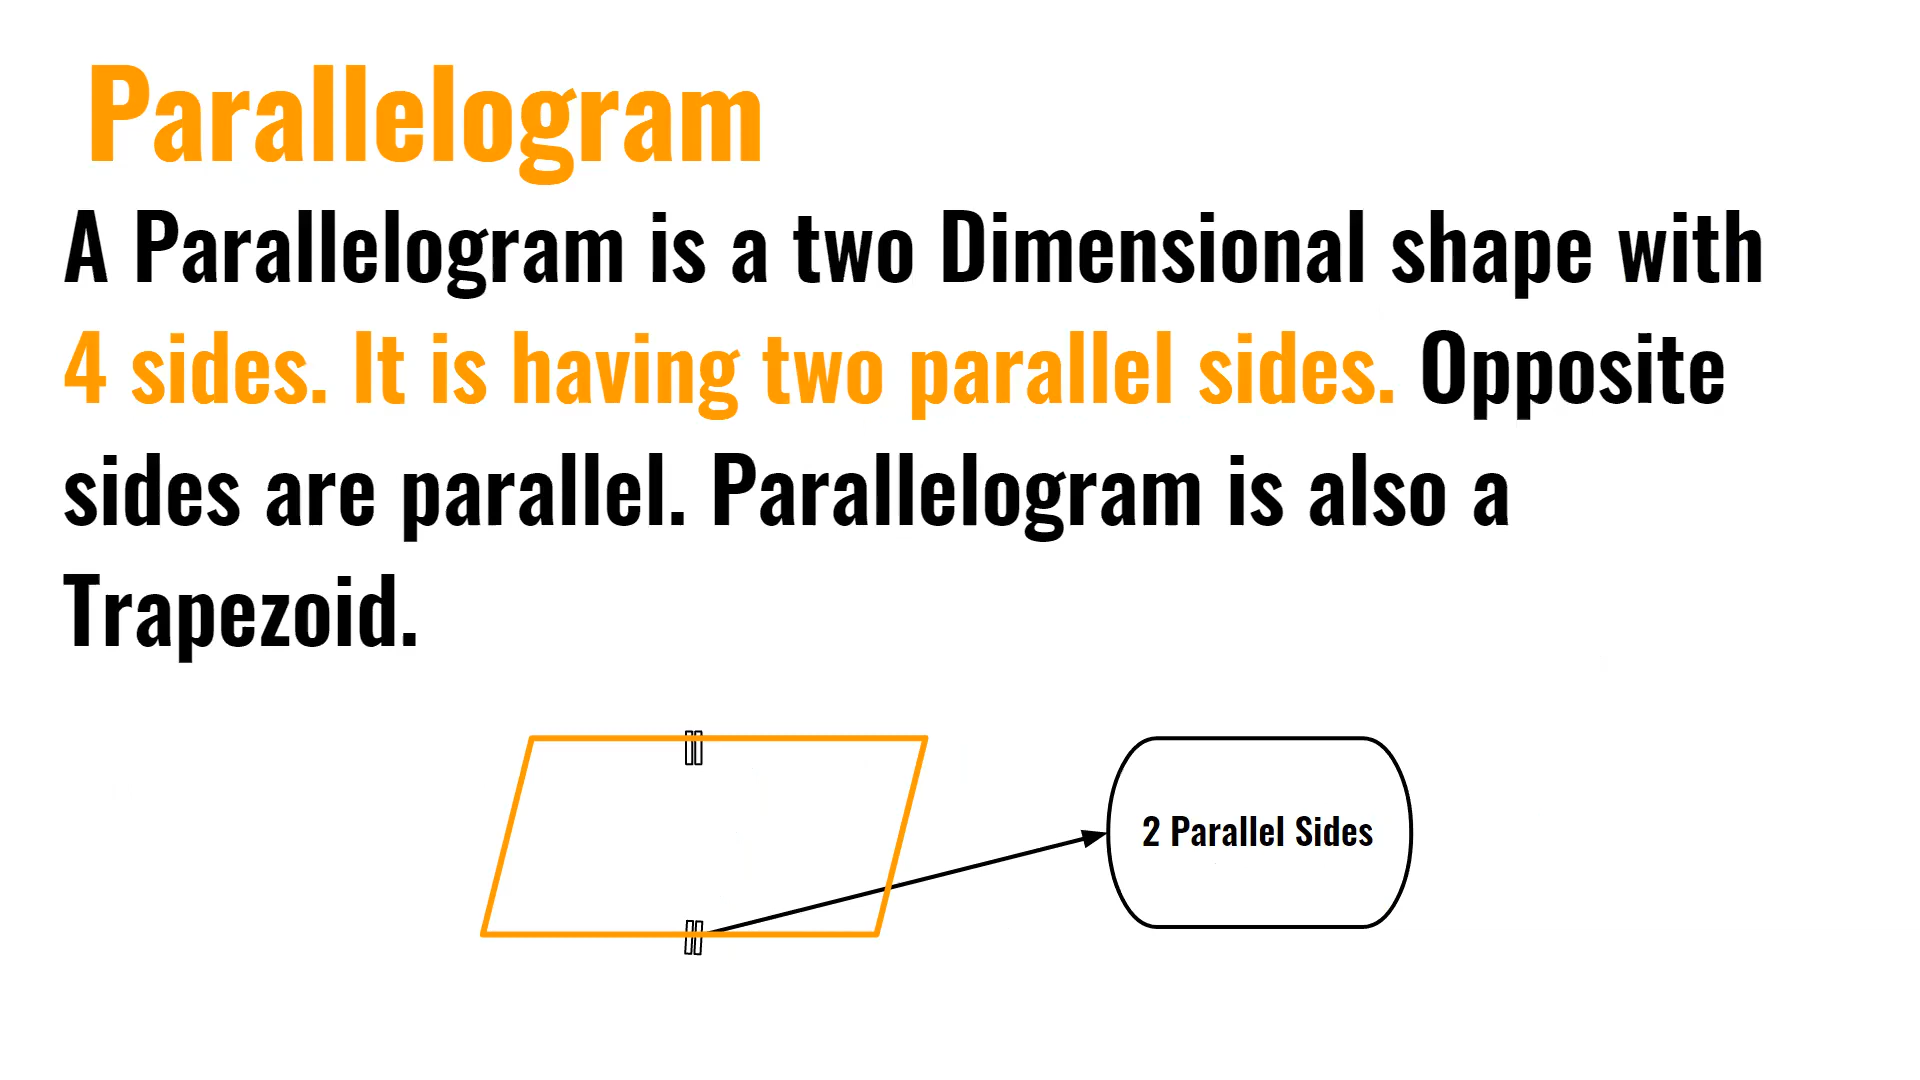 Parallelogram
A Parallelogram is a two Dimensional shape with
4 sides. It is having two parallel sides. Opposite
sides are parallel. Parallelogram is also a
Trapezoid.
2 Parallel Sides